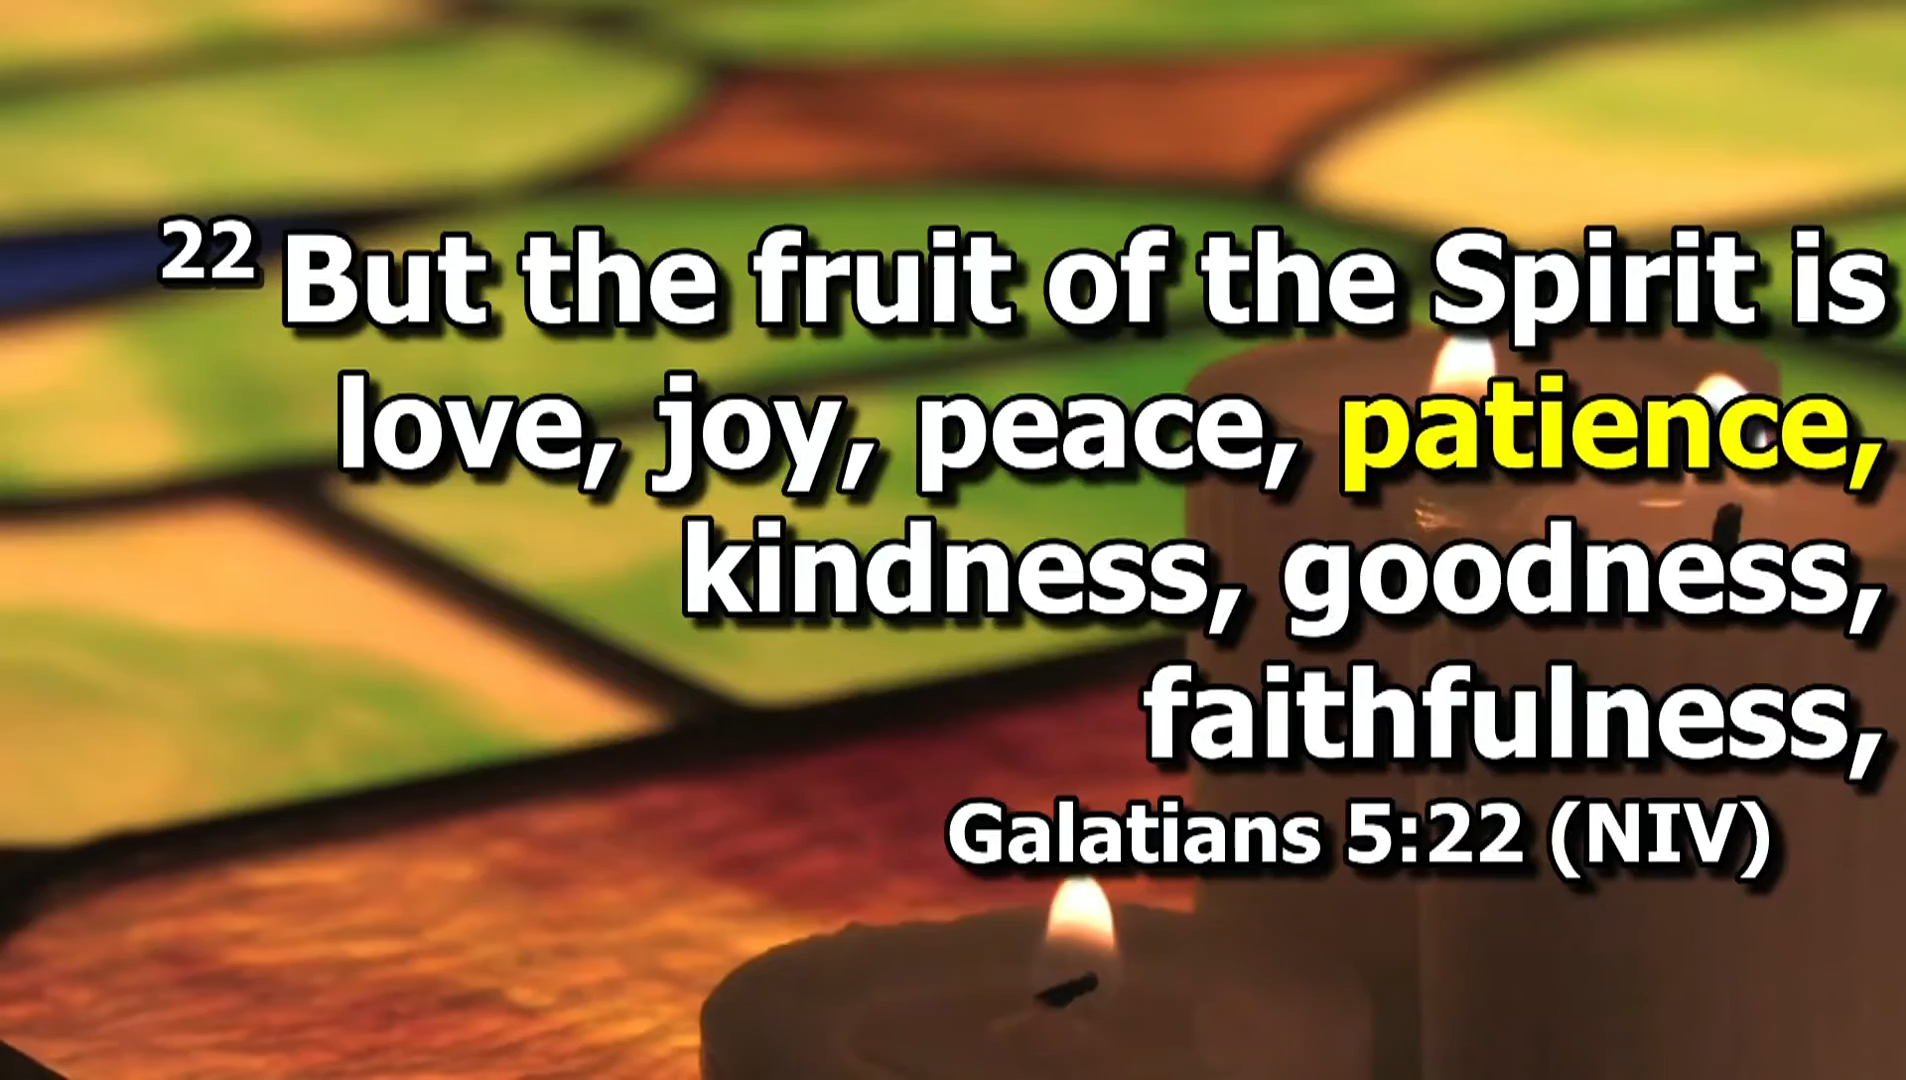 22 But the fruit of the Spirit is
love, joy, peace, patience,
kindness, goodness,
faithfulness,
Galatians 5:22 (NIV)